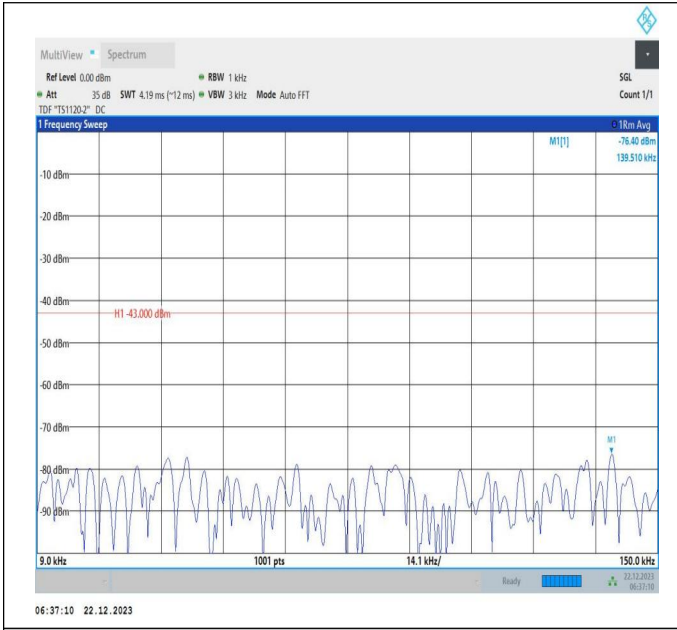 R S
MultiView Spectrum
Ref Level 0.00 dBm RBW 1 kHz SGL
Att 35 dB SWT 4.19 ms (~12 ms) VBW 3 kHz Mode Auto FFT Count 1/1
TDF "TS1120-2" DC
1 Frequency Sweep 1Rm Avg
M1[1] -76.40 dBm
139.510 kHz
-10 dBm
-20 dBm
-30 dBm
-40 dBm
H1 -43.000 dBm
-50 dBm
-60 dBm
-70 dBm
M1
-80 dBm
-90 dBm
9.0 kHz 1001 pts 14.1 kHz/ 150.0 kHz
Ready 22.12.2023
06:37:10
06:37:10 22.12.2023